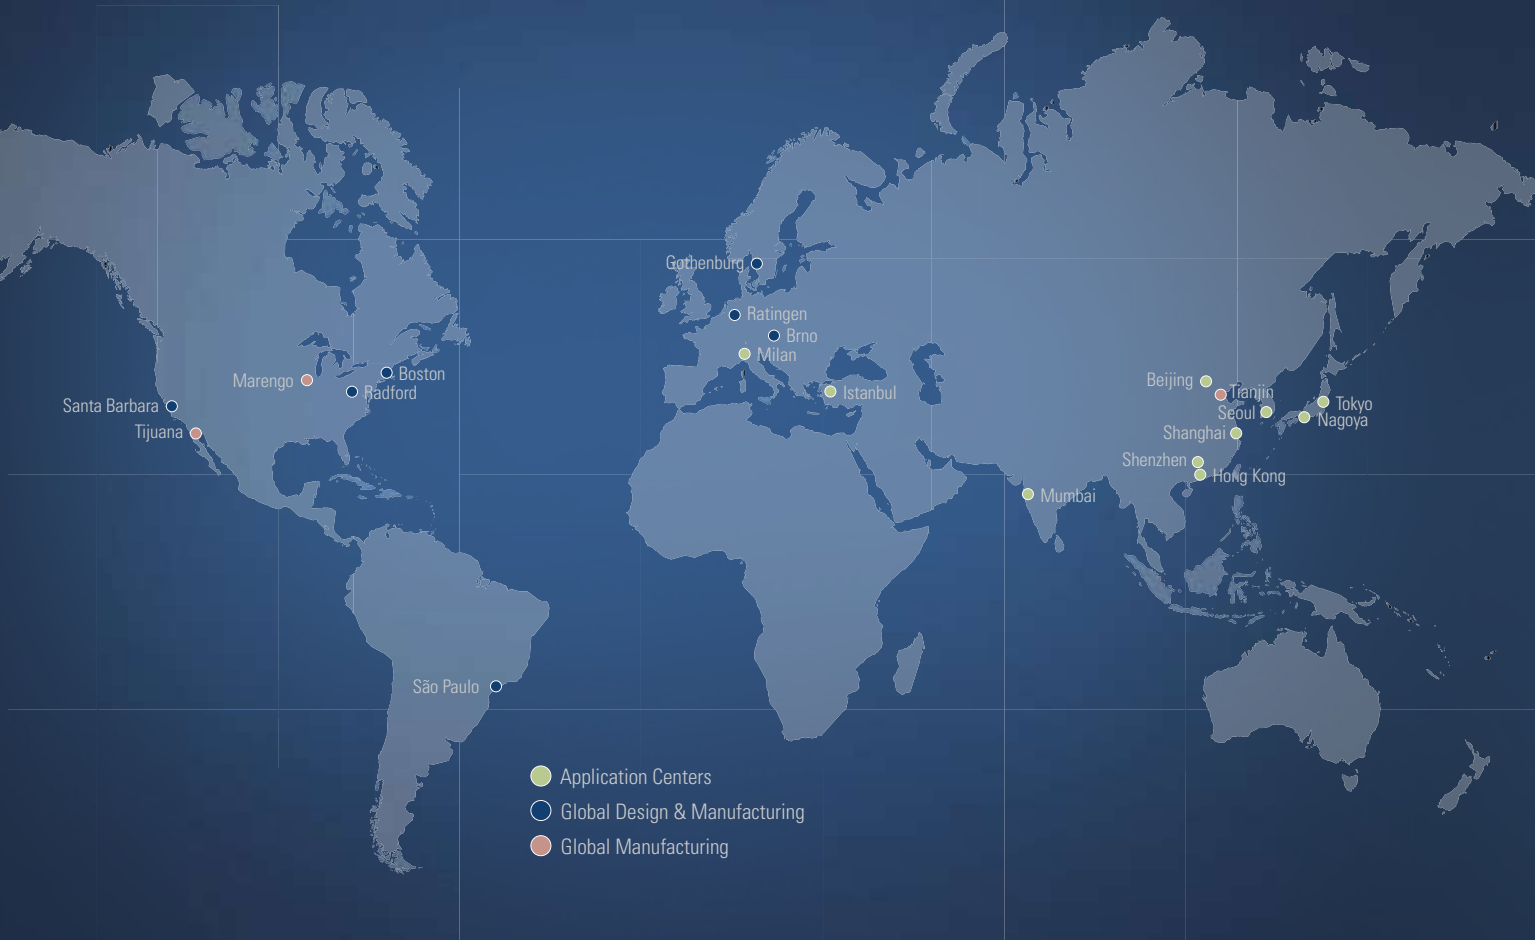 Gothenburg
Ratingen
Brno
Milan
Istanbul
Marengo
Boston
Radford
Santa Barbara
Tijuana
Beijing
Tianjin
Seoul
Tokyo
Nagoya
Shanghai
Shenzhen
Hong Kong
Mumbai
São Paulo
Application Centers
Global Design & Manufacturing
Global Manufacturing